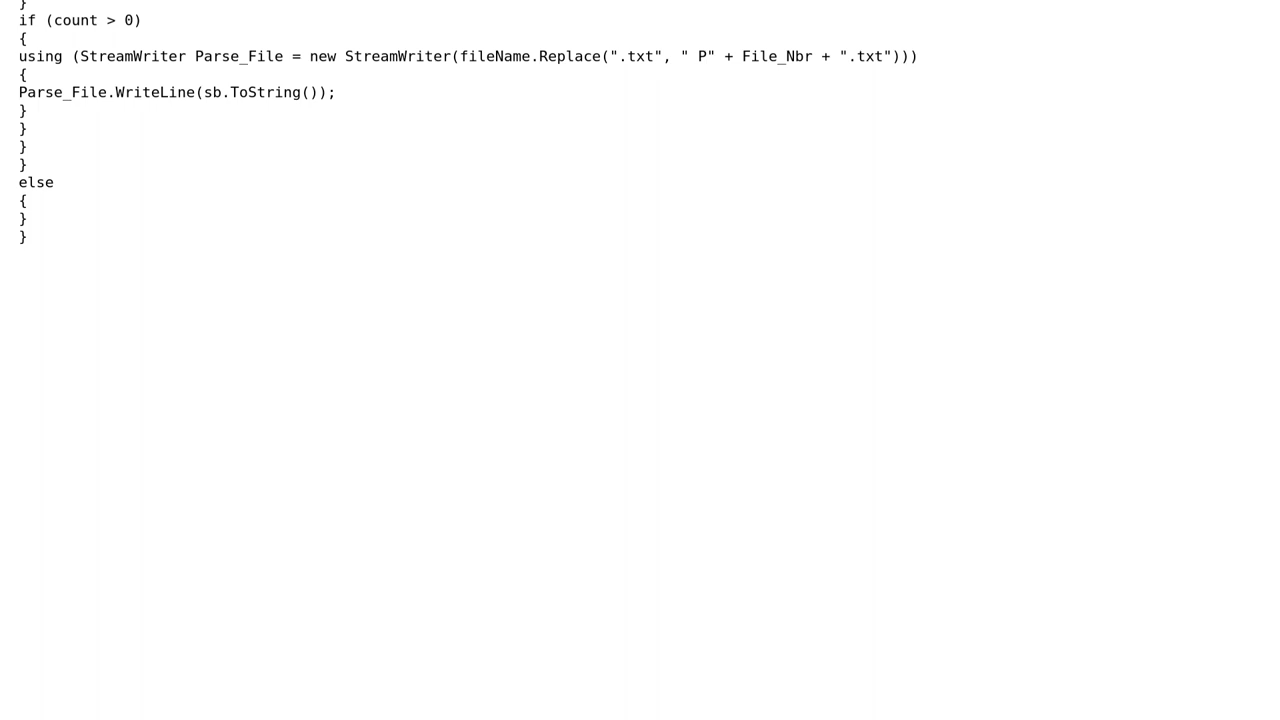 }
if (count > 0)
{
using (StreamWriter Parse_File = new StreamWriter(fileName.Replace(".txt", " P" + File_Nbr + ".txt")))
{
Parse_File.WriteLine(sb.ToString());
}
}
}
}
else
{
}
}